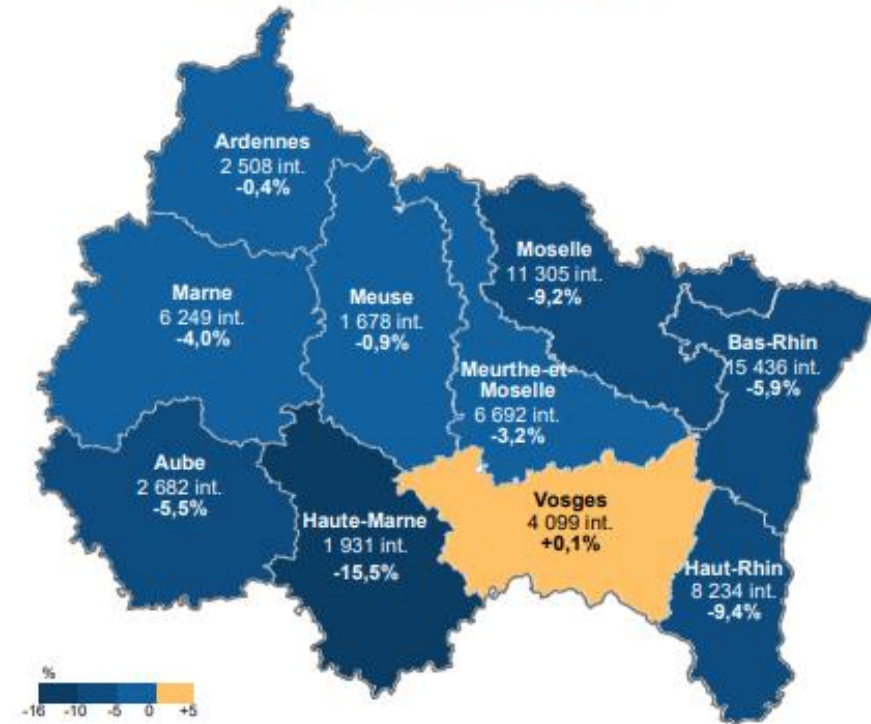 Ardennes
2 508 int.
-0,4%
Moselle
11 305 int.
-9,2%
Marne
6 249 int.
-4,0%
Meuse
1 678 int.
-0,9%
Bas-Rhin
15 436 int.
-5,9%
Meurthe-et-
Moselle
6 692 int.
-3,2%
Aube
2 682 int.
-5,5%
Haute-Marne
1 931 int.
-15,5%
Vosges
4 099 int.
+0,1%
Haut-Rhin
8 234 int.
-9,4%
%
-16 -10 -5 0 +5